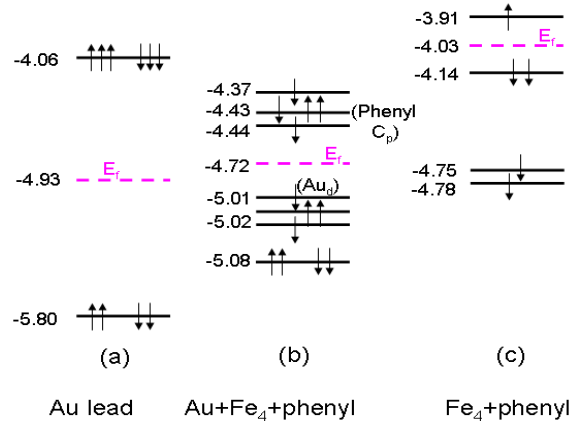 -4.06
E_f
-4.93
-5.80
(a)
Au lead
-4.37
-4.43
-4.44
(Phenyl
C_p)
E_f
-4.72
(Au_d)
-5.01
-5.02
-5.08
(b)
Au+Fe_4+phenyl
-3.91
-4.03
E_f
-4.14
-4.75
-4.78
(c)
Fe_4+phenyl